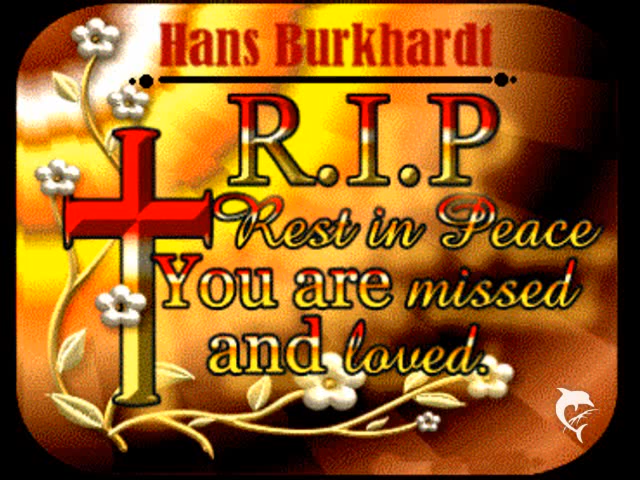 Hans Burkhardt
R.I.P
Rest in Peace
You are missed
and loved.